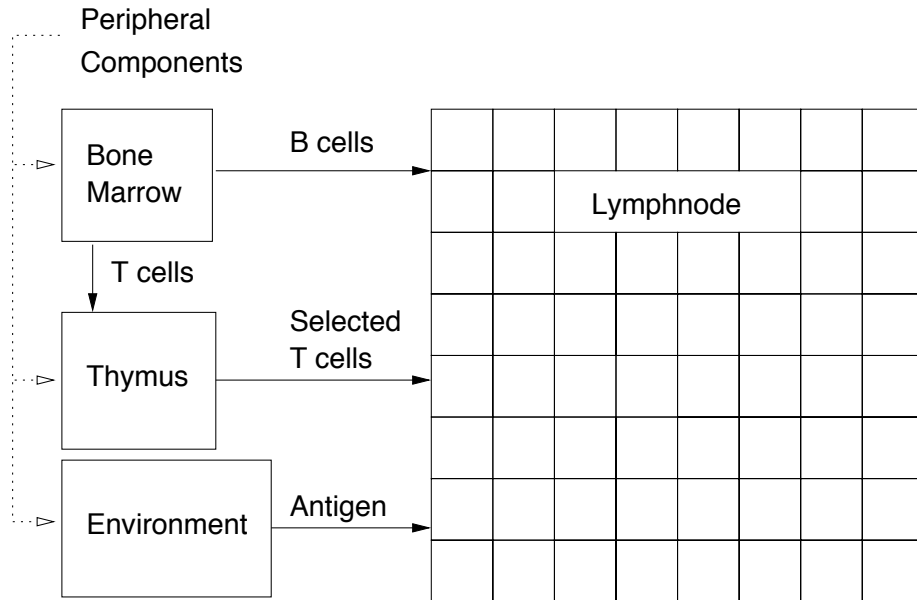 Peripheral
Components
Bone
Marrow
B cells
Lymphnode
T cells
Selected
T cells
Thymus
Antigen
Environment